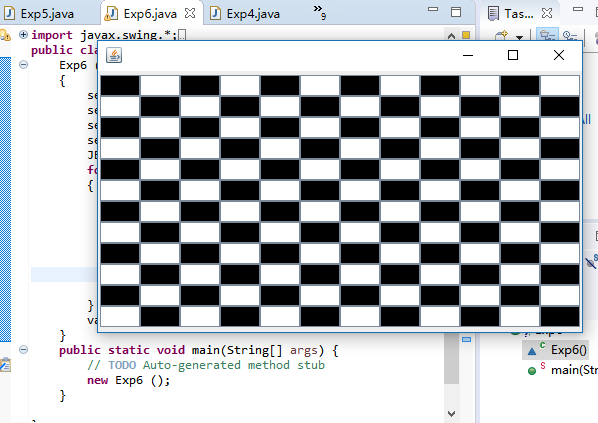 Exp5.java Exp6.java Exp4.java »9 Tas...
import javax.swing.*;
public cla
Exp6 (
{
se
se
se
se All
JB
fo
{
}
va
}
public static void main(String[] args) { Exp6()
// TODO Auto-generated method stub main(Str
new Exp6 ();
}